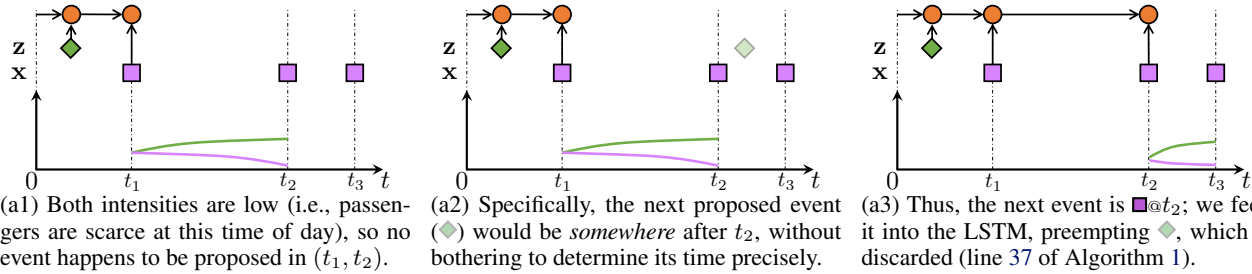 z
x
0 t₁ t₂ t₃ t
(a1) Both intensities are low (i.e., passen-
gers are scarce at this time of day), so no
event happens to be proposed in (t₁, t₂).
z
x
0 t₁ t₂ t₃ t
(a2) Specifically, the next proposed event
() would be somewhere after t₂, without
bothering to determine its time precisely.
z
x
0 t₁ t₂ t₃ t
(a3) Thus, the next event is @t₂; we feed
it into the LSTM, preempting , which
discarded (line 37 of Algorithm 1).